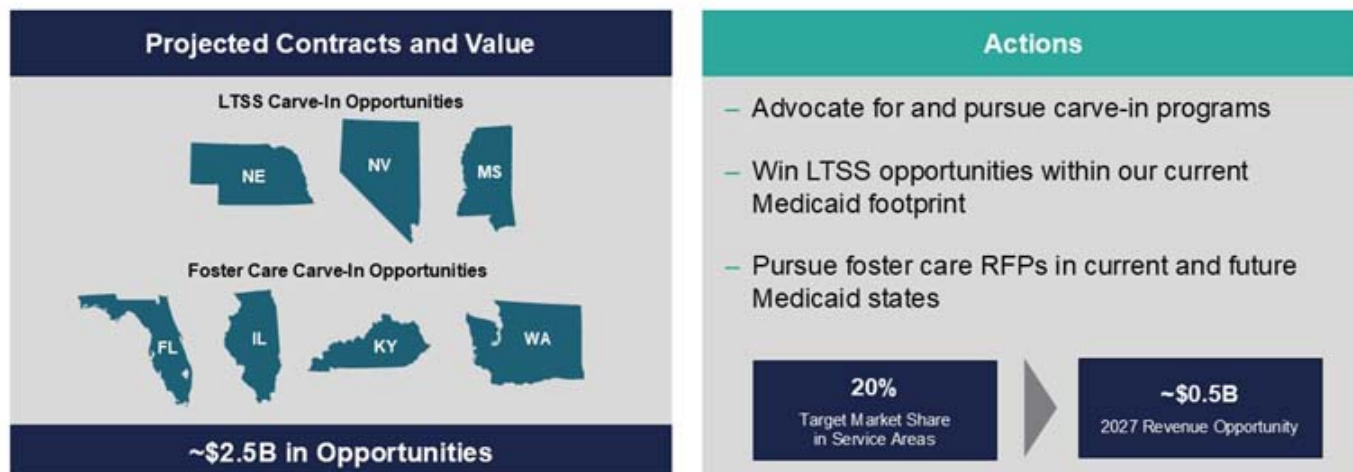 Projected Contracts and Value
LTSS Carve-In Opportunities
NE
NV
MS
Foster Care Carve-In Opportunities
FL
IL
KY
WA
~$2.5B in Opportunities
Actions
– Advocate for and pursue carve-in programs
– Win LTSS opportunities within our current
Medicaid footprint
– Pursue foster care RFPs in current and future
Medicaid states
20%
Target Market Share
in Service Areas
~$0.5B
2027 Revenue Opportunity